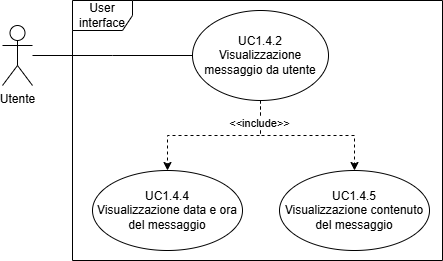 User
interface
Utente
UC1.4.2
Visualizzazione
messaggio da utente
<<include>>
UC1.4.4
Visualizzazione data e ora
del messaggio
UC1.4.5
Visualizzazione contenuto
del messaggio